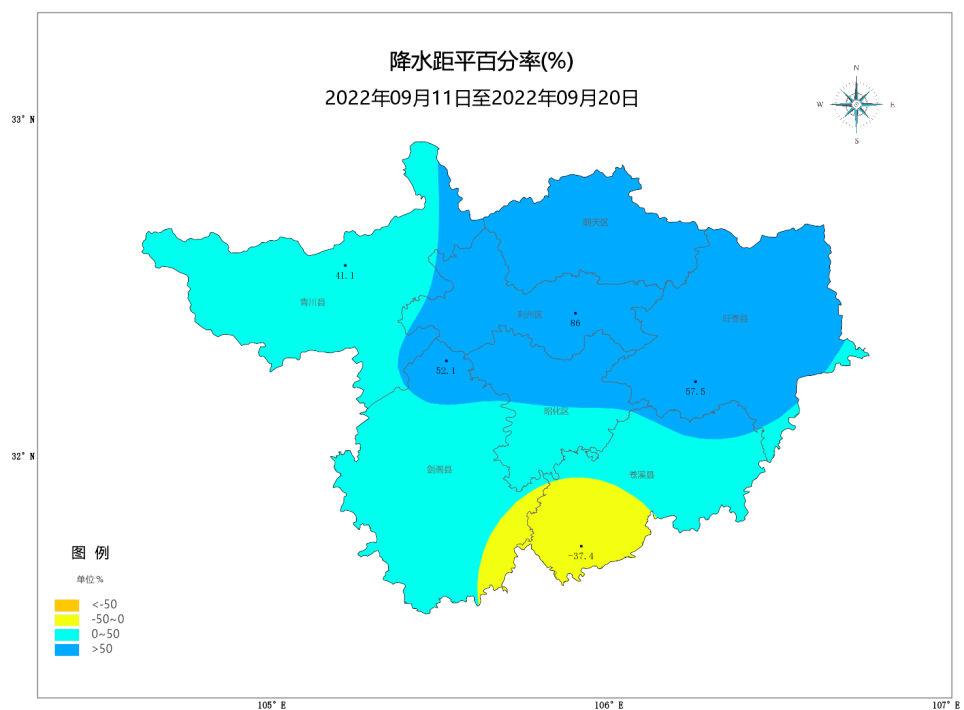 降水距平百分率(%)
2022年09月11日至2022年09月20日
N
W
E
S
33° N
朝天区
41.1
青川县
利州区
86
旺苍县
52.1
57.5
昭化区
32° N
剑阁县
苍溪县
-37.4
图 例
单位 %
<-50
-50~0
0~50
>50
105° E
106° E
107° E